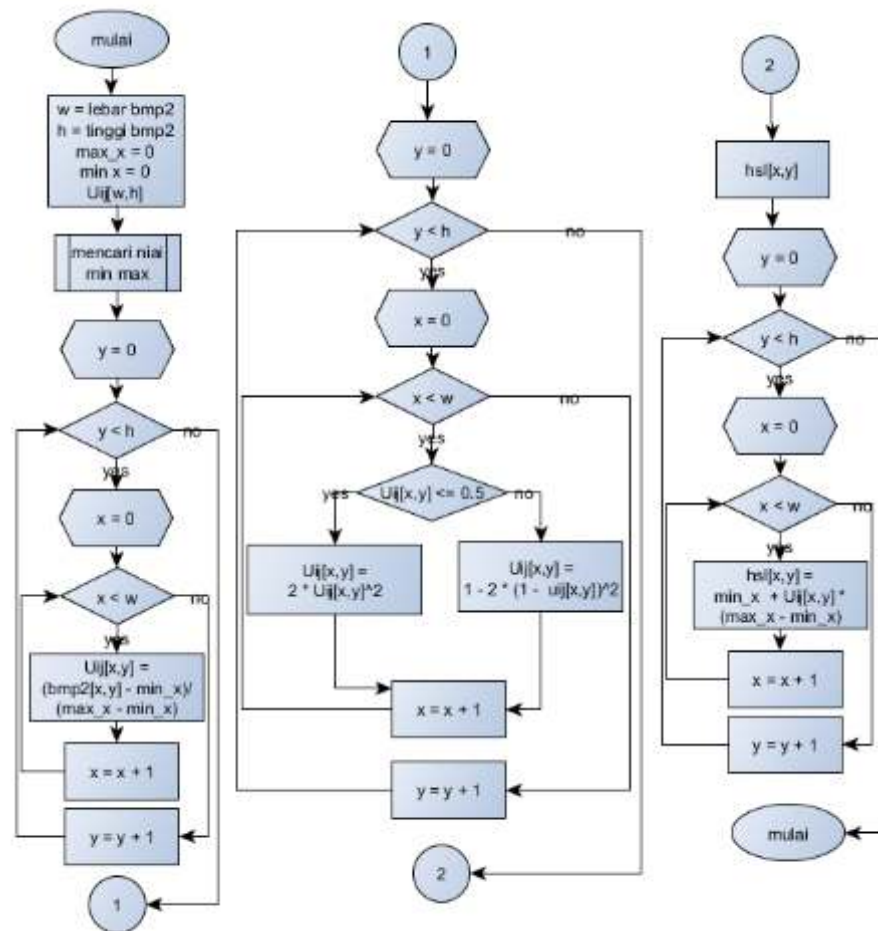 mulai
w = lebar bmp2
h = tinggi bmp2
max_x = 0
min x = 0
Uij[w,h]
mencari niai
min max
y = 0
y < h
no
yes
x = 0
x < w
no
yes
Uij[x,y] =
(bmp2[x,y] - min_x)/
(max_x - min_x)
x = x + 1
y = y + 1
1
1
y = 0
y < h
no
yes
x = 0
x < w
no
yes
Uij[x,y] <= 0.5
yes
no
Uij[x,y] =
2 * Uij[x,y]^2
Uij[x,y] =
1 - 2 * (1 - uij[x,y])^2
x = x + 1
y = y + 1
2
2
hsl[x,y]
y = 0
y < h
no
yes
x = 0
x < w
no
yes
hsl[x,y] =
min_x + Uij[x,y] *
(max_x - min_x)
x = x + 1
y = y + 1
mulai